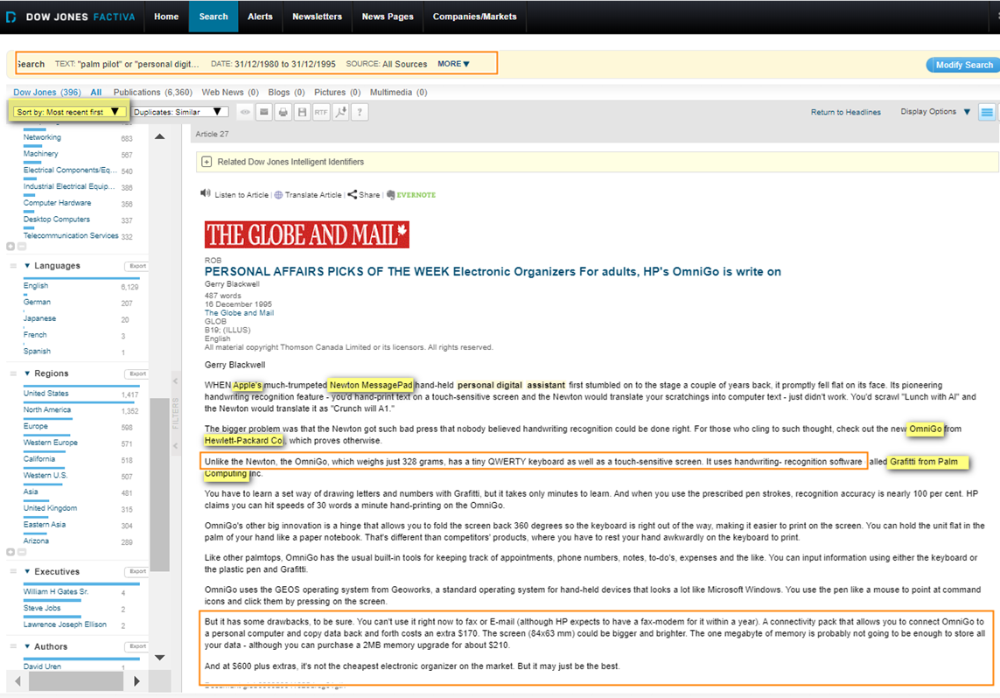 DOW JONES FACTIVA Home Search Alerts Newsletters News Pages Companies/Markets
Search TEXT: "palm pilot" or "personal digit... DATE: 31/12/1980 to 31/12/1995 SOURCE: All Sources MORE
Modify Search
Dow Jones (396) All Publications (6,360) Web News (0) Blogs (0) Pictures (0) Multimedia (0)
Sort by: Most recent first Duplicates: Similar RTF ? Return to Headlines Display Options
Networking 683
Machinery 567
Electrical Components/Eq... 540
Industrial Electrical Equip... 386
Computer Hardware 356
Desktop Computers 337
Telecommunication Services 332
Languages Export
English 6,129
German 207
Japanese 20
French 3
Spanish 1
Regions Export
United States 1,417
North America 1,352
Europe 598
Western Europe 571
California 518
Western U.S. 507
Asia 481
United Kingdom 315
Eastern Asia 304
Arizona 289
Executives Export
William H Gates Sr. 4
Steve Jobs 2
Lawrence Joseph Ellison 2
Authors Export
David Uren 1
FILTERS
Article 27
Related Dow Jones Intelligent Identifiers
Listen to Article | Translate Article | Share | EVERNOTE
THE GLOBE AND MAIL
ROB
PERSONAL AFFAIRS PICKS OF THE WEEK Electronic Organizers For adults, HP's OmniGo is write on
Gerry Blackwell
487 words
16 December 1995
The Globe and Mail
GLOB
B19; (ILLUS)
English
All material copyright Thomson Canada Limited or its licensors. All rights reserved.
Gerry Blackwell
WHEN Apple's much-trumpeted Newton MessagePad hand-held personal digital assistant first stumbled on to the stage a couple of years back, it promptly fell flat on its face. Its pioneering
handwriting recognition feature - you'd hand-print text on a touch-sensitive screen and the Newton would translate your scratchings into computer text - just didn't work. You'd scrawl "Lunch with Al" and
the Newton would translate it as "Crunch will A1."
The bigger problem was that the Newton got such bad press that nobody believed handwriting recognition could be done right. For those who cling to such thought, check out the new OmniGo from
Hewlett-Packard Co., which proves otherwise.
Unlike the Newton, the OmniGo, which weighs just 328 grams, has a tiny QWERTY keyboard as well as a touch-sensitive screen. It uses handwriting- recognition software alled Grafitti from Palm
Computing Inc.
You have to learn a set way of drawing letters and numbers with Grafitti, but it takes only minutes to learn. And when you use the prescribed pen strokes, recognition accuracy is nearly 100 per cent. HP
claims you can hit speeds of 30 words a minute hand-printing on the OmniGo.
OmniGo's other big innovation is a hinge that allows you to fold the screen back 360 degrees so the keyboard is right out of the way, making it easier to print on the screen. You can hold the unit flat in the
palm of your hand like a paper notebook. That's different than competitors' products, where you have to rest your hand awkwardly on the keyboard to print.
Like other palmtops, OmniGo has the usual built-in tools for keeping track of appointments, phone numbers, notes, to-do's, expenses and the like. You can input information using either the keyboard or
the plastic pen and Grafitti.
OmniGo uses the GEOS operating system from Geoworks, a standard operating system for hand-held devices that looks a lot like Microsoft Windows. You use the pen like a mouse to point at command
icons and click them by pressing on the screen.
But it has some drawbacks, to be sure. You can't use it right now to fax or E-mail (although HP expects to have a fax-modem for it within a year). A connectivity pack that allows you to connect OmniGo to
a personal computer and copy data back and forth costs an extra $170. The screen (84x63 mm) could be bigger and brighter. The one megabyte of memory is probably not going to be enough to store all
your data - although you can purchase a 2MB memory upgrade for about $210.
And at $600 plus extras, it's not the cheapest electronic organizer on the market. But it may just be the best.